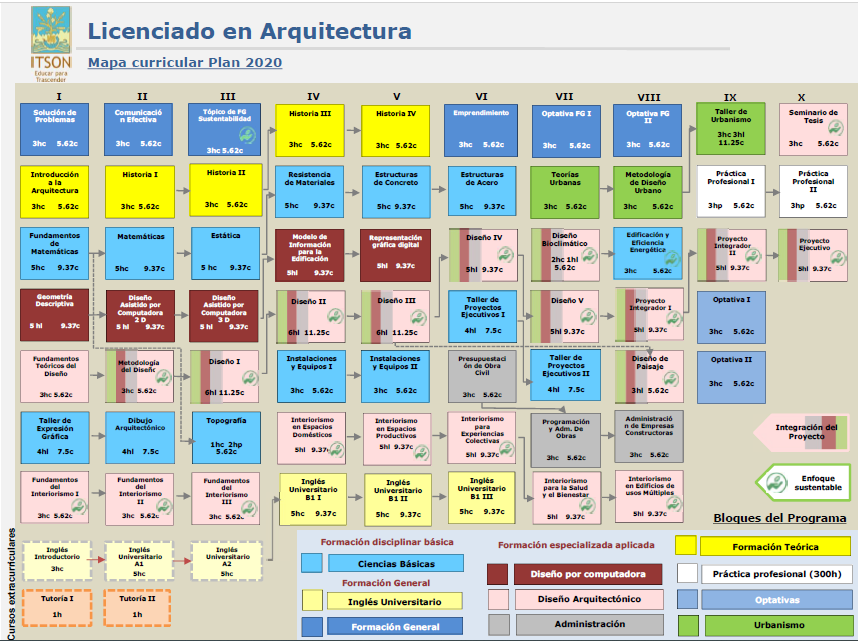 ITSON
Educar para
Trascender
Licenciado en Arquitectura
Mapa curricular Plan 2020
I II III IV V VI VII VIII IX X
Solución de
Problemas
3hc 5.62c
Comunicació
n Efectiva
3hc 5.62c
Tópico de FG
Sustentabilidad
3hc 5.62c
Historia III
3hc 5.62c
Historia IV
3hc 5.62c
Emprendimiento
3hc 5.62c
Optativa FG I
3hc 5.62c
Optativa FG
II
3hc 5.62c
Taller de
Urbanismo
3hc 3hl
11.25c
Seminario de
Tesis
3hc 5.62c
Introducción
a la
Arquitectura
3hc 5.62c
Historia I
3hc 5.62c
Historia II
3hc 5.62c
Resistencia
de Materiales
5hc 9.37c
Estructuras
de Concreto
5hc 9.37c
Estructuras
de Acero
5hc 9.37c
Teorías
Urbanas
3hc 5.62c
Metodología
de Diseño
Urbano
3hc 5.62c
Práctica
Profesional I
3hp 5.62c
Práctica
Profesional
II
3hp 5.62c
Fundamentos
de
Matemáticas
5hc 9.37c
Matemáticas
5hc 9.37c
Estática
5 hc 9.37c
Modelo de
Información
para la
Edificación
5hl 9.37c
Representación
gráfica digital
5hl 9.37c
Diseño IV
5hl 9.37c
Diseño
Bioclimático
2hc 1hl
5.62c
Edificación y
Eficiencia
Energética
3hc 5.62c
Proyecto
Integrador
II
5hl 9.37c
Proyecto
Ejecutivo
5hl 9.37c
Geometría
Descriptiva
5 hl 9.37c
Diseño
Asistido por
Computadora
2 D
5 hl 9.37c
Diseño
Asistido por
Computadora
3 D
5 hl 9.37c
Diseño II
6hl 11.25c
Diseño III
6hl 11.25c
Taller de
Proyectos
Ejecutivos I
4hl 7.5c
Diseño V
5hl 9.37c
Proyecto
Integrador I
5hl 9.37c
Optativa I
3hc 5.62c
Fundamentos
Teóricos del
Diseño
3hc 5.62c
Metodología
del Diseño
3hc 5.62c
Diseño I
6hl 11.25c
Instalaciones
y Equipos I
3hc 5.62c
Instalaciones
y Equipos II
3hc 5.62c
Presupuestaci
ón de Obra
Civil
3hc 5.62c
Taller de
Proyectos
Ejecutivos II
4hl 7.5c
Diseño de
Paisaje
3hl 5.62c
Optativa II
3hc 5.62c
Taller de
Expresión
Gráfica
4hl 7.5c
Dibujo
Arquitectónico
4hl 7.5c
Topografía
1hc 2hp
5.62c
Interiorismo
en Espacios
Domésticos
5hl 9.37c
Interiorismo
en Espacios
Productivos
5hl 9.37c
Interiorismo
para
Experiencias
Colectivas
5hl 9.37c
Programación
y Adm. De
Obras
3hc 5.62c
Administració
n de Empresas
Constructoras
3hc 5.62c
Integración del
Proyecto
Fundamentos
del
Interiorismo I
3hc 5.62c
Fundamentos
del
Interiorismo
II
3hc 5.62c
Fundamentos
del
Interiorismo
III
3hc 5.62c
Inglés
Universitario
B1 I
5hc 9.37c
Inglés
Universitario
B1 II
5hc 9.37c
Inglés
Universitario
B1 III
5hc 9.37c
Interiorismo
para la Salud
y el Bienestar
5hl 9.37c
Interiorismo
en Edificios de
usos Múltiples
5hl 9.37c
Enfoque
sustentable
Bloques del Programa
Cursos extracurriculares
Inglés
Introductorio
3hc
Inglés
Universitario
A1
5hc
Inglés
Universitario
A2
5hc
Tutoría I
1h
Tutoría II
1h
Formación disciplinar básica
Ciencias Básicas
Formación General
Inglés Universitario
Formación General
Formación especializada aplicada
Diseño por computadora
Diseño Arquitectónico
Administración
Formación Teórica
Práctica profesional (300h)
Optativas
Urbanismo